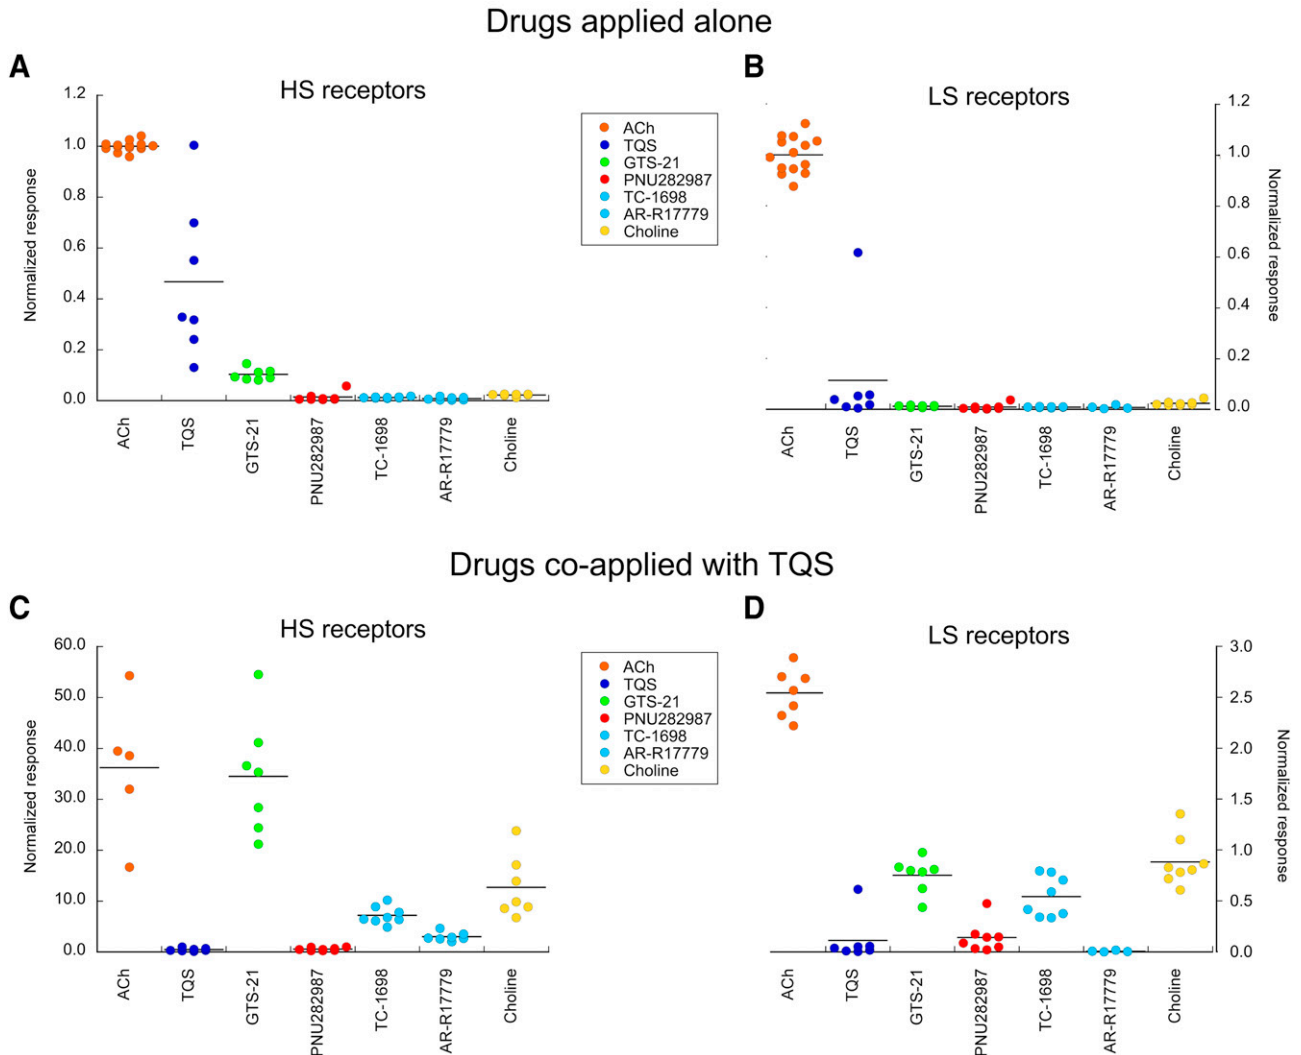 Drugs applied alone
A
HS receptors
Normalized response
1.2
1.0
0.8
0.6
0.4
0.2
0.0
ACh
TQS
GTS-21
PNU282987
TC-1698
AR-R17779
Choline
ACh
TQS
GTS-21
PNU282987
TC-1698
AR-R17779
Choline
B
LS receptors
1.2
1.0
0.8
0.6
0.4
0.2
0.0
Normalized response
ACh
TQS
GTS-21
PNU282987
TC-1698
AR-R17779
Choline
Drugs co-applied with TQS
C
HS receptors
Normalized response
60.0
50.0
40.0
30.0
20.0
10.0
0.0
ACh
TQS
GTS-21
PNU282987
TC-1698
AR-R17779
Choline
ACh
TQS
GTS-21
PNU282987
TC-1698
AR-R17779
Choline
D
LS receptors
3.0
2.5
2.0
1.5
1.0
0.5
0.0
Normalized response
ACh
TQS
GTS-21
PNU282987
TC-1698
AR-R17779
Choline